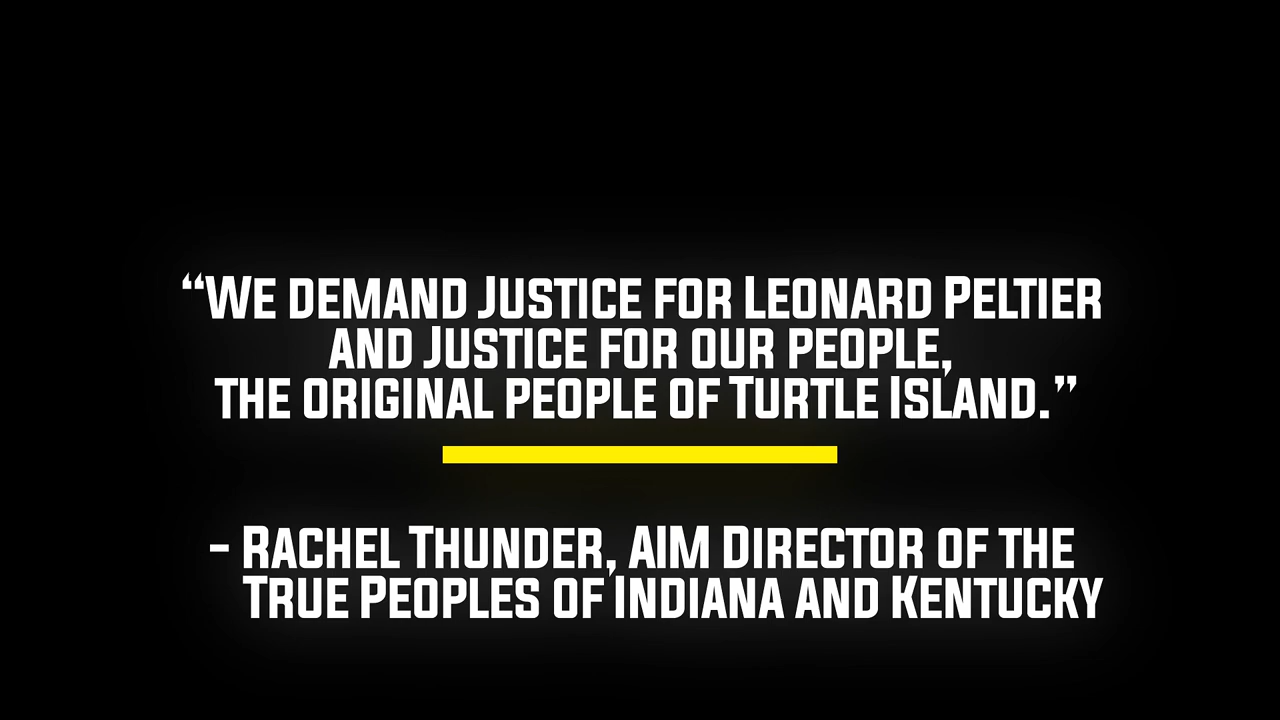 “We demand Justice for Leonard Peltier
and Justice for our people,
the original people of Turtle Island.”
- Rachel Thunder, AIM Director of the
True Peoples of Indiana and Kentucky